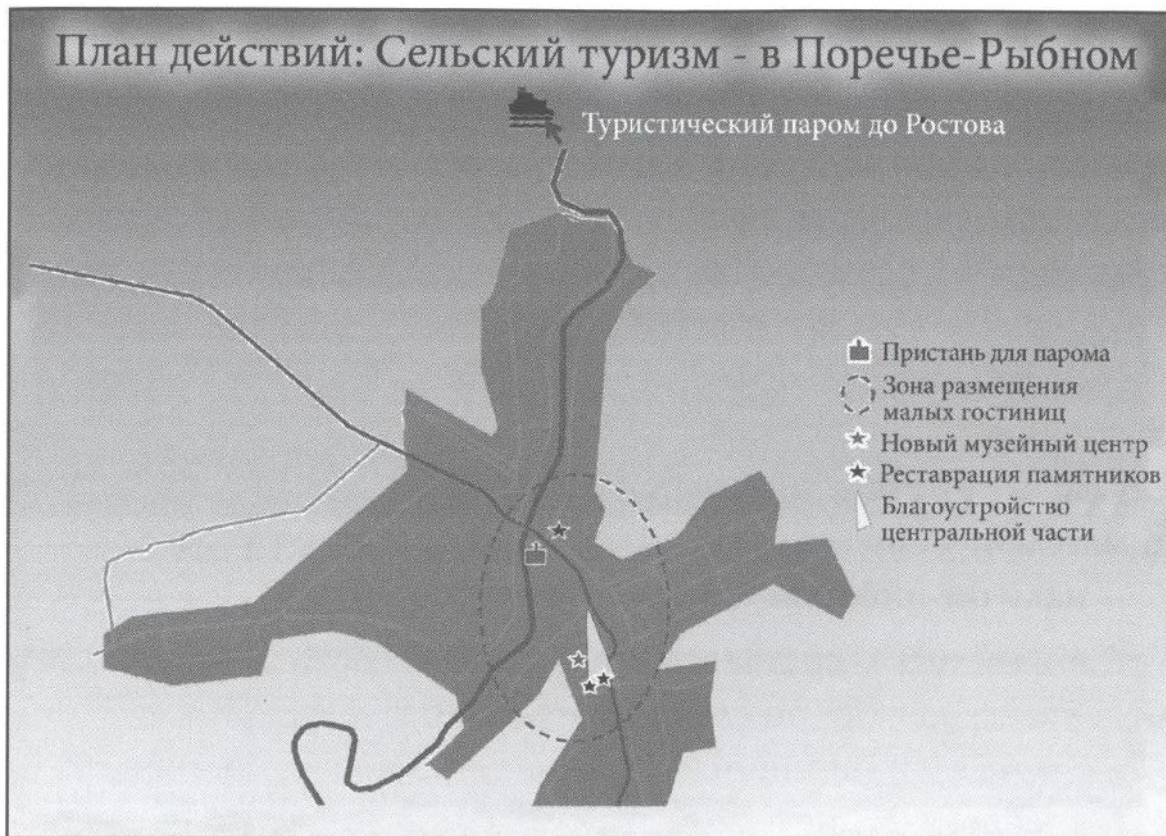 План действий: Сельский туризм - в Поречье-Рыбном
Туристический паром до Ростова
Пристань для парома
Зона размещения
малых гостиниц
Новый музейный центр
Реставрация памятников
Благоустройство
центральной части